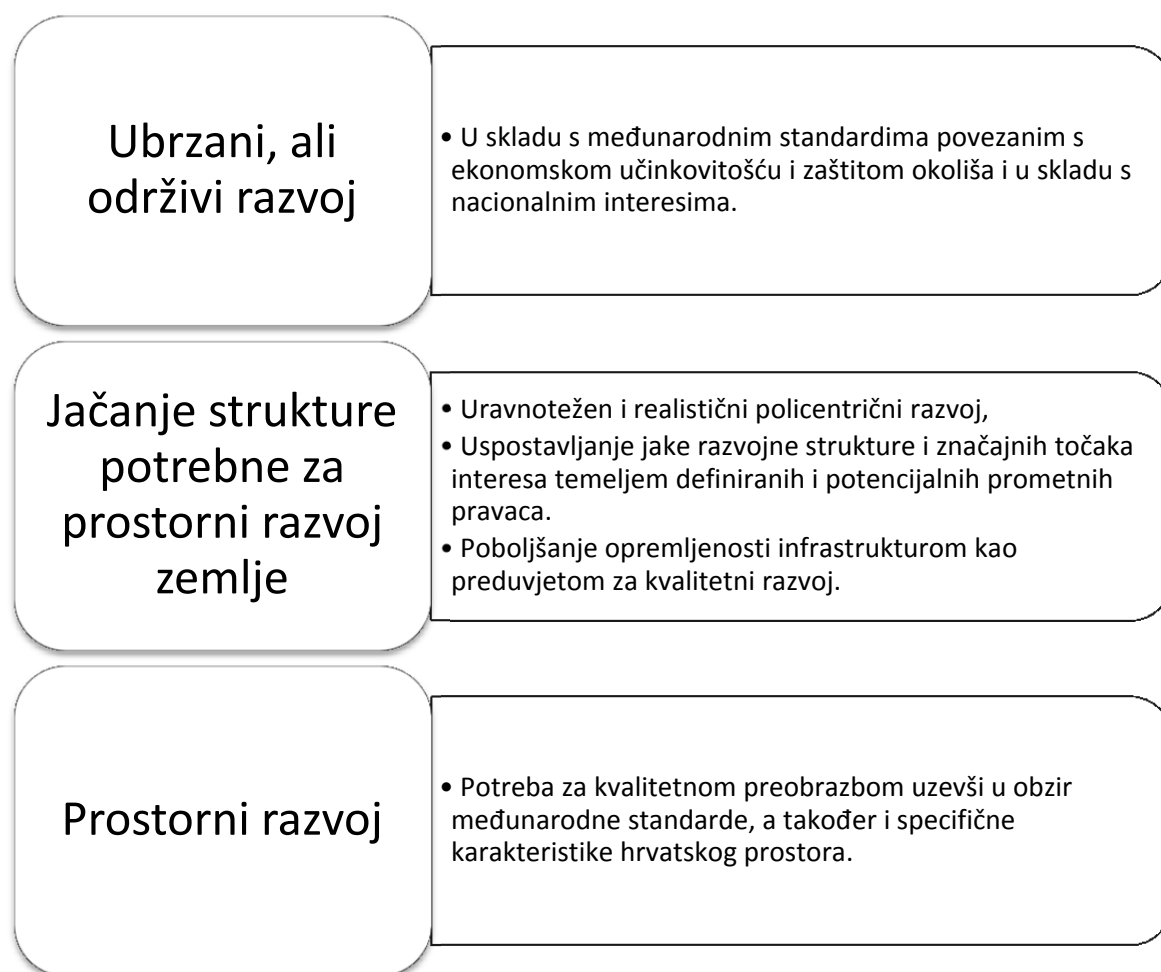 Ubrzani, ali
održivi razvoj
• U skladu s međunarodnim standardima povezanim s
ekonomskom učinkovitošću i zaštitom okoliša i u skladu s
nacionalnim interesima.
Jačanje strukture
potrebne za
prostorni razvoj
zemlje
• Uravnotežen i realistični policentrični razvoj,
• Uspostavljanje jake razvojne strukture i značajnih točaka
interesa temeljem definiranih i potencijalnih prometnih
pravaca.
• Poboljšanje opremljenosti infrastrukturom kao
preduvjetom za kvalitetni razvoj.
Prostorni razvoj
• Potreba za kvalitetnom preobrazbom uzevši u obzir
međunarodne standarde, a također i specifične
karakteristike hrvatskog prostora.